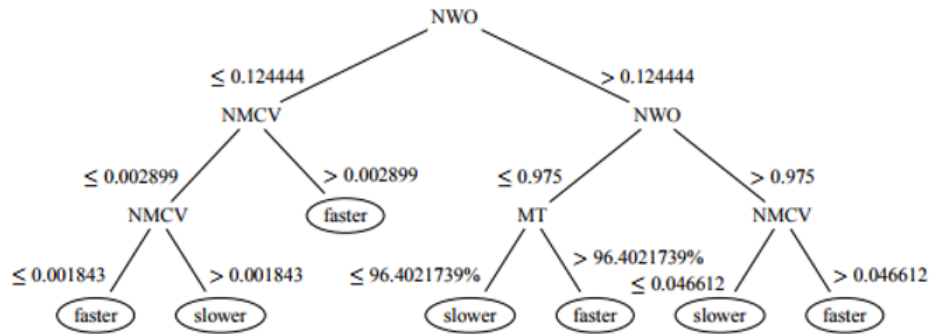 NWO
≤ 0.124444 > 0.124444
NMCV NWO
≤ 0.002899 > 0.002899 ≤ 0.975 > 0.975
NMCV faster MT NMCV
≤ 0.001843 > 0.001843 ≤ 96.4021739% > 96.4021739% ≤ 0.046612 > 0.046612
faster slower slower faster slower faster